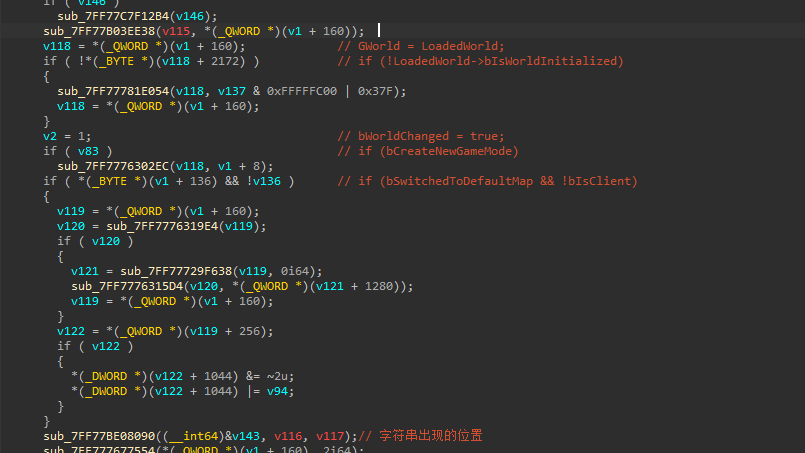 if ( v146 )
sub_7FF77C7F12B4(v146);
sub_7FF77B03EE38(v115, *(_QWORD *)(v1 + 160));
v118 = *(_QWORD *)(v1 + 160); // GWorld = LoadedWorld;
if ( !*(_BYTE *)(v118 + 2172) ) // if (!LoadedWorld->bIsWorldInitialized)
{
sub_7FF77781E054(v118, v137 & 0xFFFFFC00 | 0x37F);
v118 = *(_QWORD *)(v1 + 160);
}
v2 = 1; // bWorldChanged = true;
if ( v83 ) // if (bCreateNewGameMode)
sub_7FF7776302EC(v118, v1 + 8);
if ( *(_BYTE *)(v1 + 136) && !v136 ) // if (bSwitchedToDefaultMap && !bIsClient)
{
v119 = *(_QWORD *)(v1 + 160);
v120 = sub_7FF7776319E4(v119);
if ( v120 )
{
v121 = sub_7FF77729F638(v119, 0i64);
sub_7FF7776315D4(v120, *(_QWORD *)(v121 + 1280));
v119 = *(_QWORD *)(v1 + 160);
}
v122 = *(_QWORD *)(v119 + 256);
if ( v122 )
{
*(_DWORD *)(v122 + 1044) &= ~2u;
*(_DWORD *)(v122 + 1044) |= v94;
}
}
sub_7FF77BE08090((__int64)&v143, v116, v117);// 字符串出现的位置
sub_7FF777677554(*(_QWORD *)(v1 + 160), 2i64);